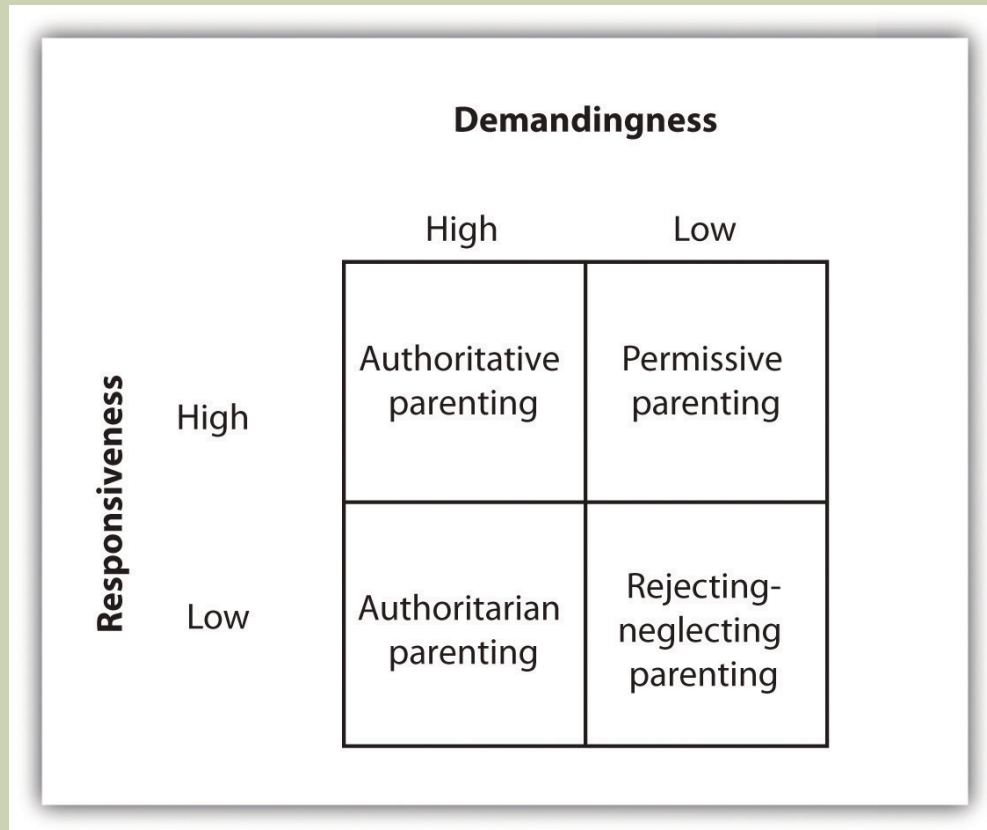 Demandingness
High Low
Authoritative
parenting
Permissive
parenting
Responsiveness
High
Low
Authoritarian
parenting
Rejecting-
neglecting
parenting